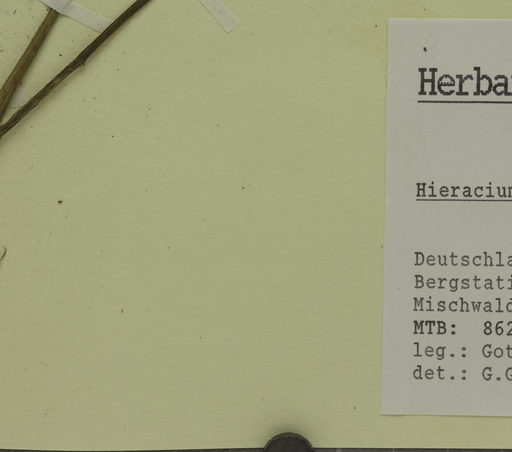 Herba
Hieraciu
Deutschla
Bergstati
Mischwald
MTB: 862
leg.: Got
det.: G.G